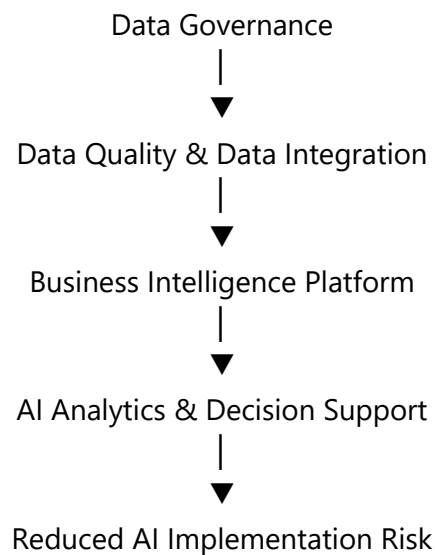 Data Governance
Data Quality & Data Integration
Business Intelligence Platform
AI Analytics & Decision Support
Reduced AI Implementation Risk